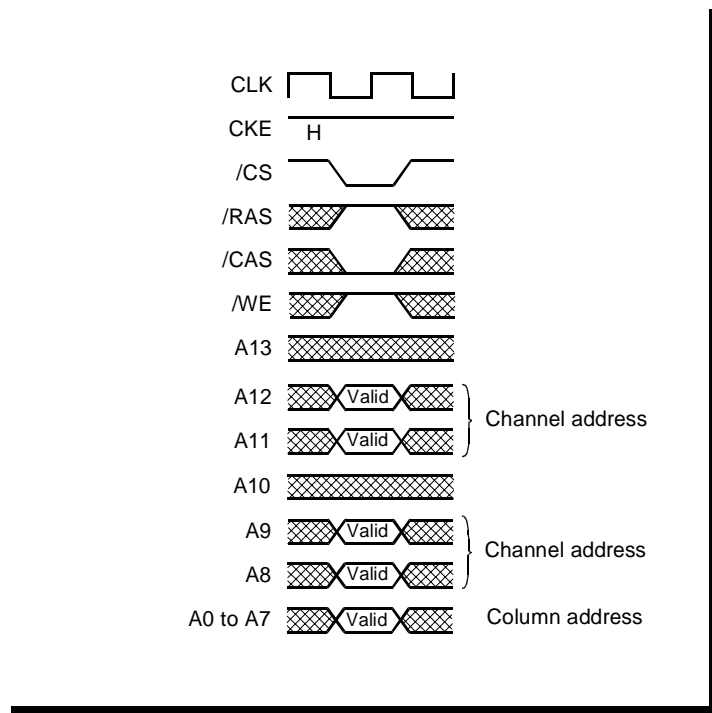 CLK
CKE H
/CS
/RAS
/CAS
/WE
A13
A12 Valid
Channel address
A11 Valid
A10
A9 Valid
Channel address
A8 Valid
A0 to A7 Valid Column address